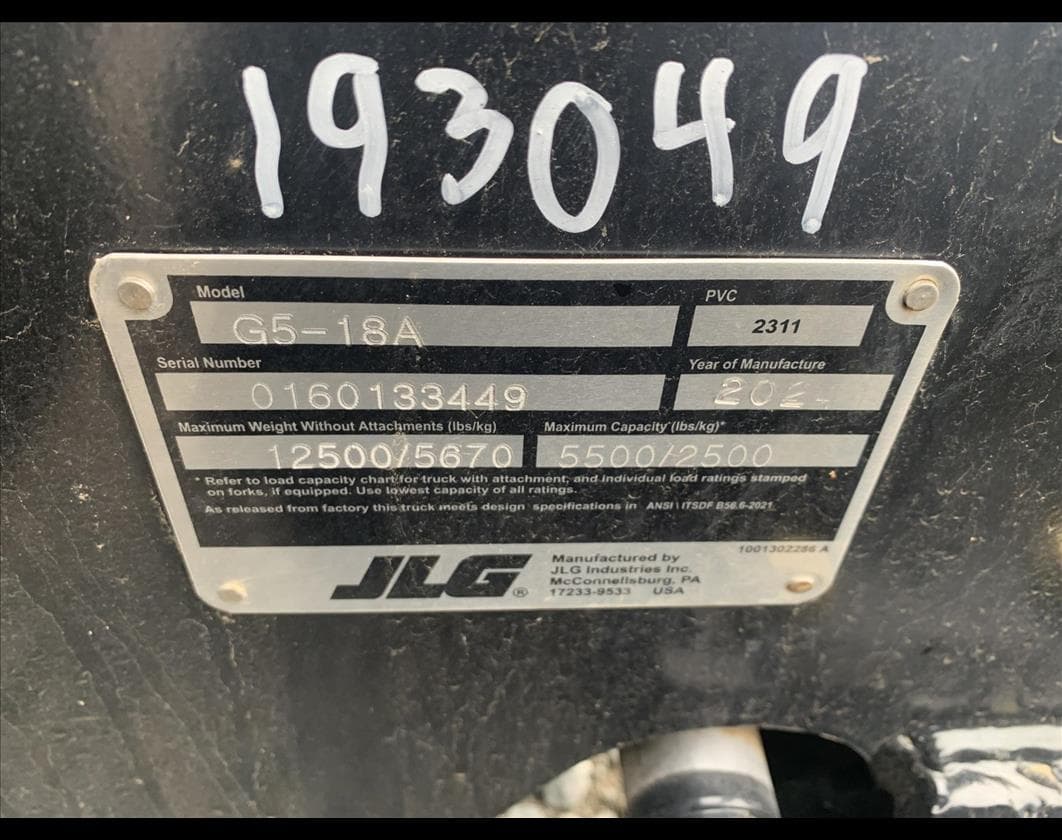 193049
Model
PVC
G5-18A
2311
Serial Number
Year of Manufacture
0160133449
Maximum Weight Without Attachments (lbs/kg)
Maximum Capacity (lbs/kg)*
12500/5670
5500/2500
* Refer to load capacity chart for truck with attachment, and individual load ratings stamped
on forks, if equipped. Use lowest capacity of all ratings.
As released from factory this truck meets design specifications in ANSI \ ITSDF B56.6-2021.
1001302286 A
JLG®
Manufactured by
JLG Industries Inc.
McConnellsburg, PA
17233-9533 USA